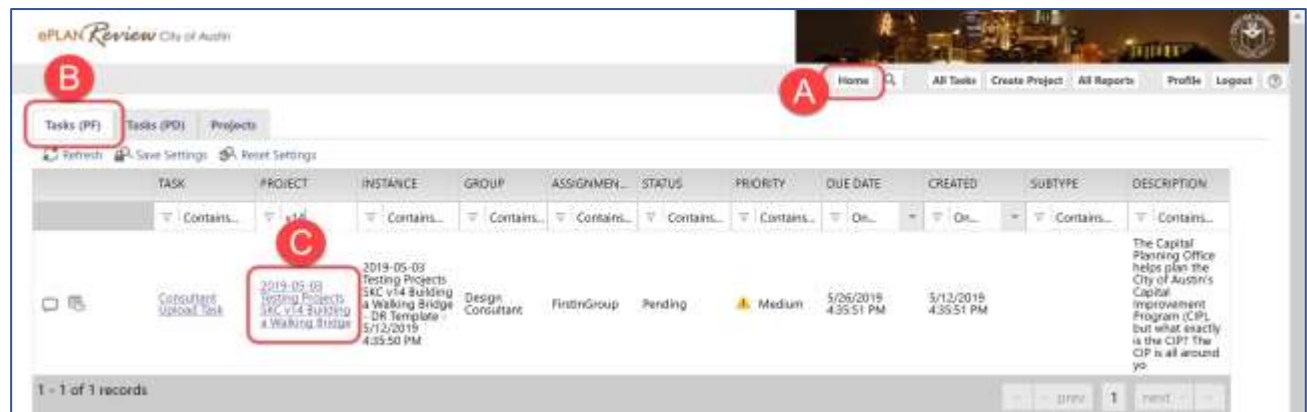 ePLAN Review City of Austin
B
A
Home All Tasks Create Project All Reports Profile Logout
Tasks (PF) Tasks (PD) Projects
Refresh Save Settings Reset Settings
TASK PROJECT INSTANCE GROUP ASSIGNMEN... STATUS PRIORITY DUE DATE CREATED SUBTYPE DESCRIPTION
Contains... v14 Contains... Contains... Contains... Contains... Contains... On... On... Contains... Contains...
C
Consultant
Upload Task
2019-05-03
Testing Projects
SKC v14 Building
a Walking Bridge
2019-05-03
Testing Projects
SKC v14 Building
a Walking Bridge
- DR Template -
5/12/2019
4:35:50 PM
Design
Consultant
FirstInGroup
Pending
Medium
5/26/2019
4:35:51 PM
5/12/2019
4:35:51 PM
The Capital
Planning Office
helps plan the
City of Austin's
Capital
Improvement
Program (CIP),
but what exactly
is the CIP? The
CIP is all around
yo
1 - 1 of 1 records
prev 1 next